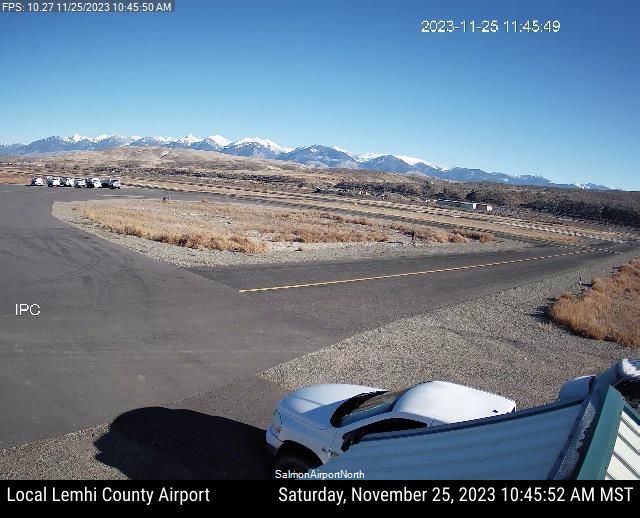 FPS: 10.27 11/25/2023 10:45:50 AM
2023-11-25 11:45:49
IPC
SalmonAirportNorth
Local Lemhi County Airport Saturday, November 25, 2023 10:45:52 AM MST